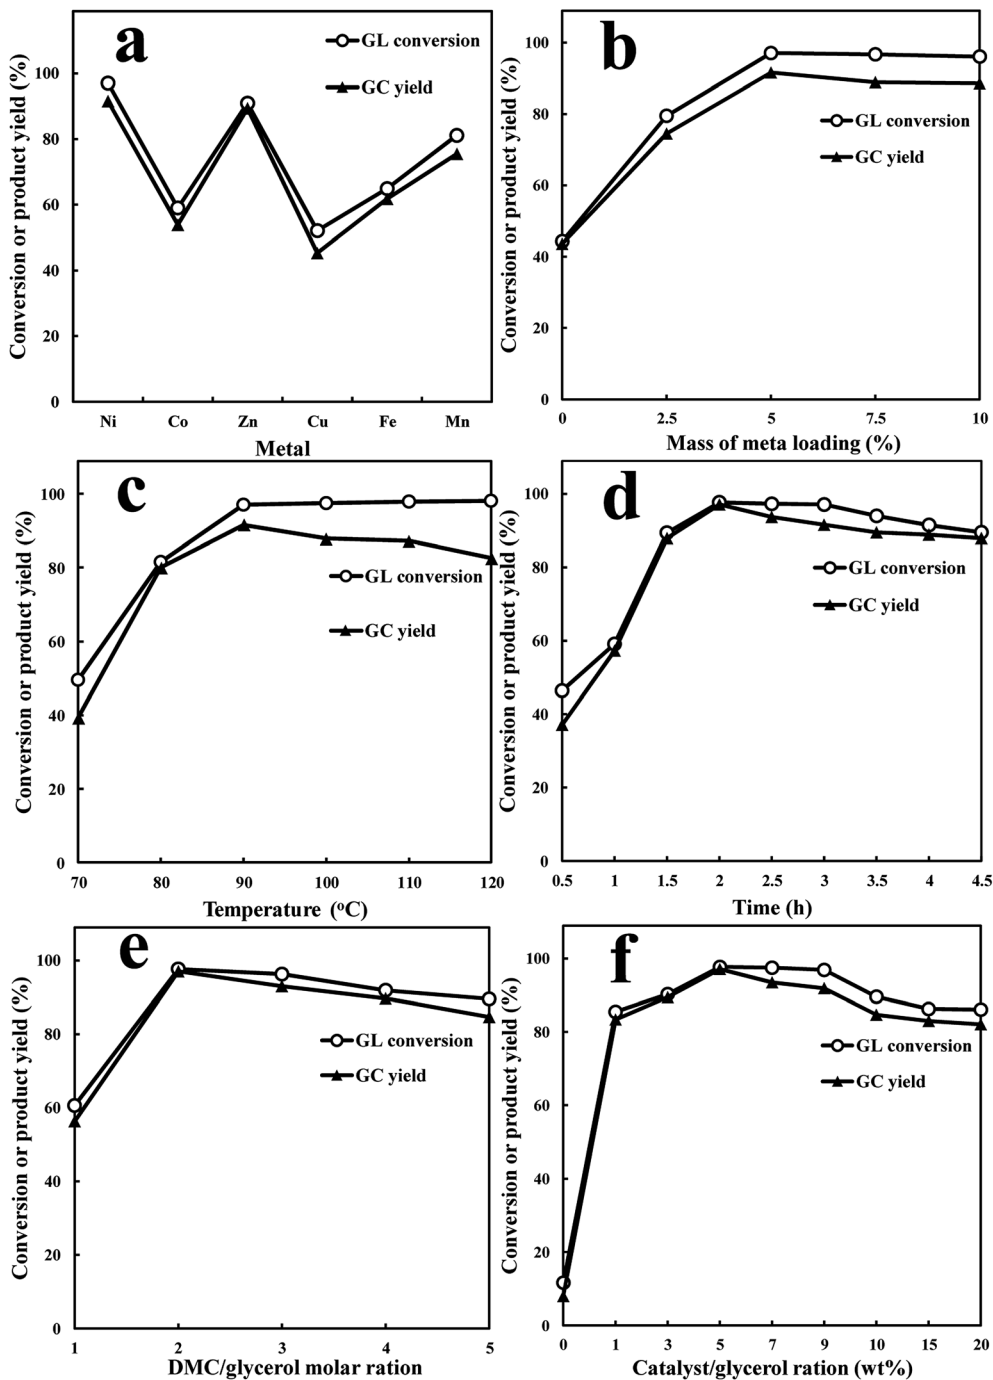 a
GL conversion
GC yield
Conversion or product yield (%)
100
80
60
40
20
0
Ni Co Zn Cu Fe Mn
Metal
b
GL conversion
GC yield
Conversion or product yield (%)
100
80
60
40
20
0
0 2.5 5 7.5 10
Mass of meta loading (%)
c
GL conversion
GC yield
Conversion or product yield (%)
100
80
60
40
20
0
70 80 90 100 110 120
Temperature (°C)
d
GL conversion
GC yield
Conversion or product yield (%)
100
80
60
40
20
0
0.5 1 1.5 2 2.5 3 3.5 4 4.5
Time (h)
e
GL conversion
GC yield
Conversion or product yield (%)
100
80
60
40
20
0
1 2 3 4 5
DMC/glycerol molar ration
f
GL conversion
GC yield
Conversion or product yield (%)
100
80
60
40
20
0
0 1 3 5 7 9 10 15 20
Catalyst/glycerol ration (wt%)